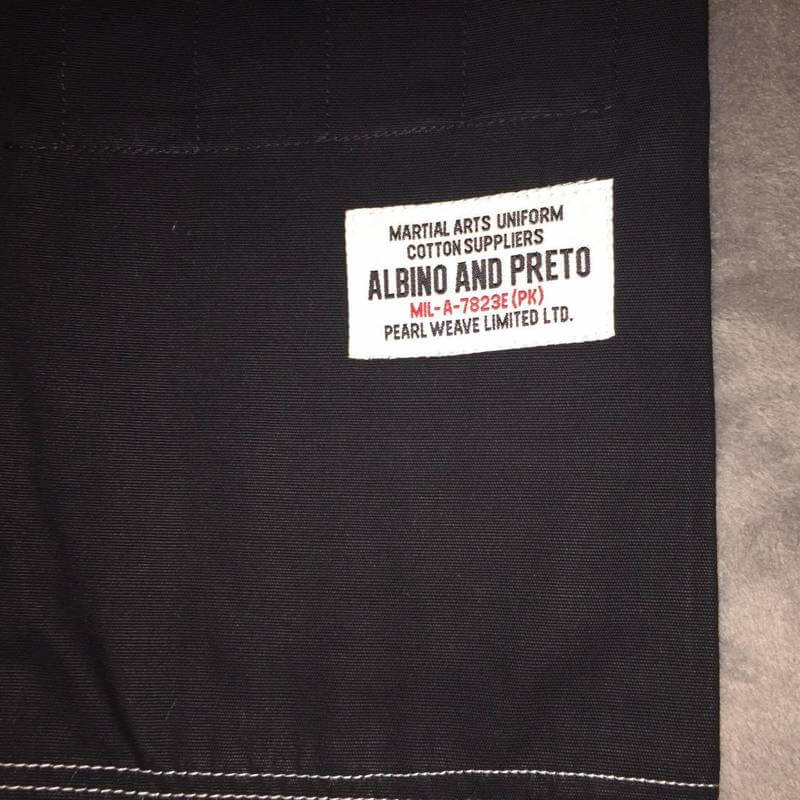 MARTIAL ARTS UNIFORM
COTTON SUPPLIERS
ALBINO AND PRETO
MIL-A-7823E (PK)
PEARL WEAVE LIMITED LTD.